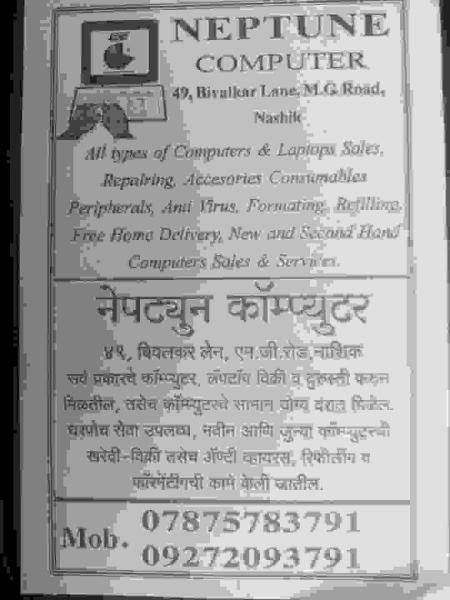 NEPTUNE
COMPUTER
49, Bivalkar Lane, M.G. Road,
Nashik
All types of Computers & Laptops Sales,
Repairing, Accesories Consumables
Peripherals, Anti Virus, Formating, Refilling,
Free Home Delivery, New and Second Hand
Computers Sales & Services.
नेपट्युन कॉम्प्युटर
४९, बिवलकर लेन, एम.जी.रोड,नाशिक
सर्व प्रकारचे कॉम्प्युटर, लॅपटॉप विक्री व दुरुस्ती करुन
मिळतील, तसेच कॉम्प्युटरचे सामान योग्य दरात मिळेल.
घरपोच सेवा उपलब्ध, नवीन आणि जुन्या कॉम्प्युटरची
खरेदी-विक्री तसेच अ‍ॅण्टी व्हायरस, रिफीलींग व
फॉरमेटींगची कामे केली जातील.
Mob. 07875783791
09272093791